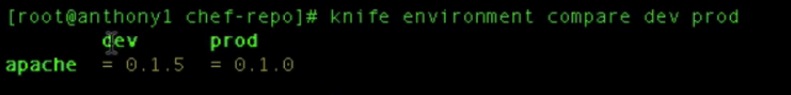 [root@anthony1 chef-repo]# knife environment compare dev prod
dev prod
apache = 0.1.5 = 0.1.0